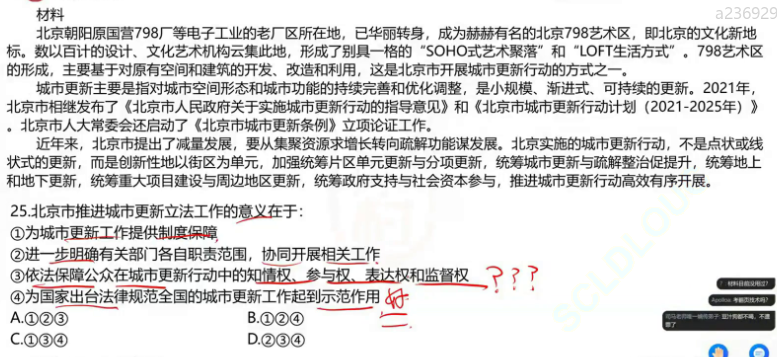 a236929
材料
北京朝阳原国营798厂等电子工业的老厂区所在地，已华丽转身，成为赫赫有名的北京798艺术区，即北京的文化新地
标。数以百计的设计、文化艺术机构云集此地，形成了别具一格的“SOHO式艺术聚落”和“LOFT生活方式”。798艺术区
的形成，主要基于对原有空间和建筑的开发、改造和利用，这是北京市开展城市更新行动的方式之一。
城市更新主要是指对城市空间形态和城市功能的持续完善和优化调整，是小规模、渐进式、可持续的更新。2021年，
北京市相继发布了《北京市人民政府关于实施城市更新行动的指导意见》和《北京市城市更新行动计划（2021-2025年）》
。北京市人大常委会还启动了《北京市城市更新条例》立项论证工作。
近年来，北京市提出了减量发展，要从集聚资源求增长转向疏解功能谋发展。北京实施的城市更新行动，不是点状或线
状式的更新，而是创新性地以街区为单元，加强统筹片区单元更新与分项更新，统筹城市更新与疏解整治促提升，统筹地上
和地下更新，统筹重大项目建设与周边地区更新，统筹政府支持与社会资本参与，推进城市更新行动高效有序开展。
25.北京市推进城市更新立法工作的意义在于：
①为城市更新工作提供制度保障
②进一步明确有关部门各自职责范围，协同开展相关工作
③依法保障公众在城市更新行动中的知情权、参与权、表达权和监督权 ???
④为国家出台法律规范全国的城市更新工作起到示范作用
A.①②③ B.①②④
C.①③④ D.②③④
SCLDLOU
材料目前没用过?
考前页技术吗?